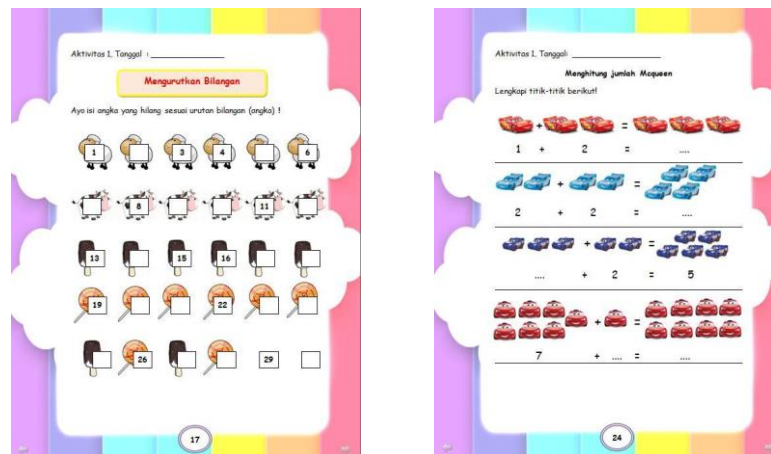 Aktivitas 1, Tanggal : _______________
Mengurutkan Bilangan
Ayo isi angka yang hilang sesuai urutan bilangan (angka) !
1 3 4 6
8 11
13 15 16
19 22
26 29
17
Aktivitas 1, Tanggal: _______________
Menghitung jumlah Mcqueen
Lengkapi titik-titik berikut!
+ =
1 + 2 = ....
+ =
2 + 2 = ....
+ =
.... + 2 = 5
+ =
7 + .... = ....
24